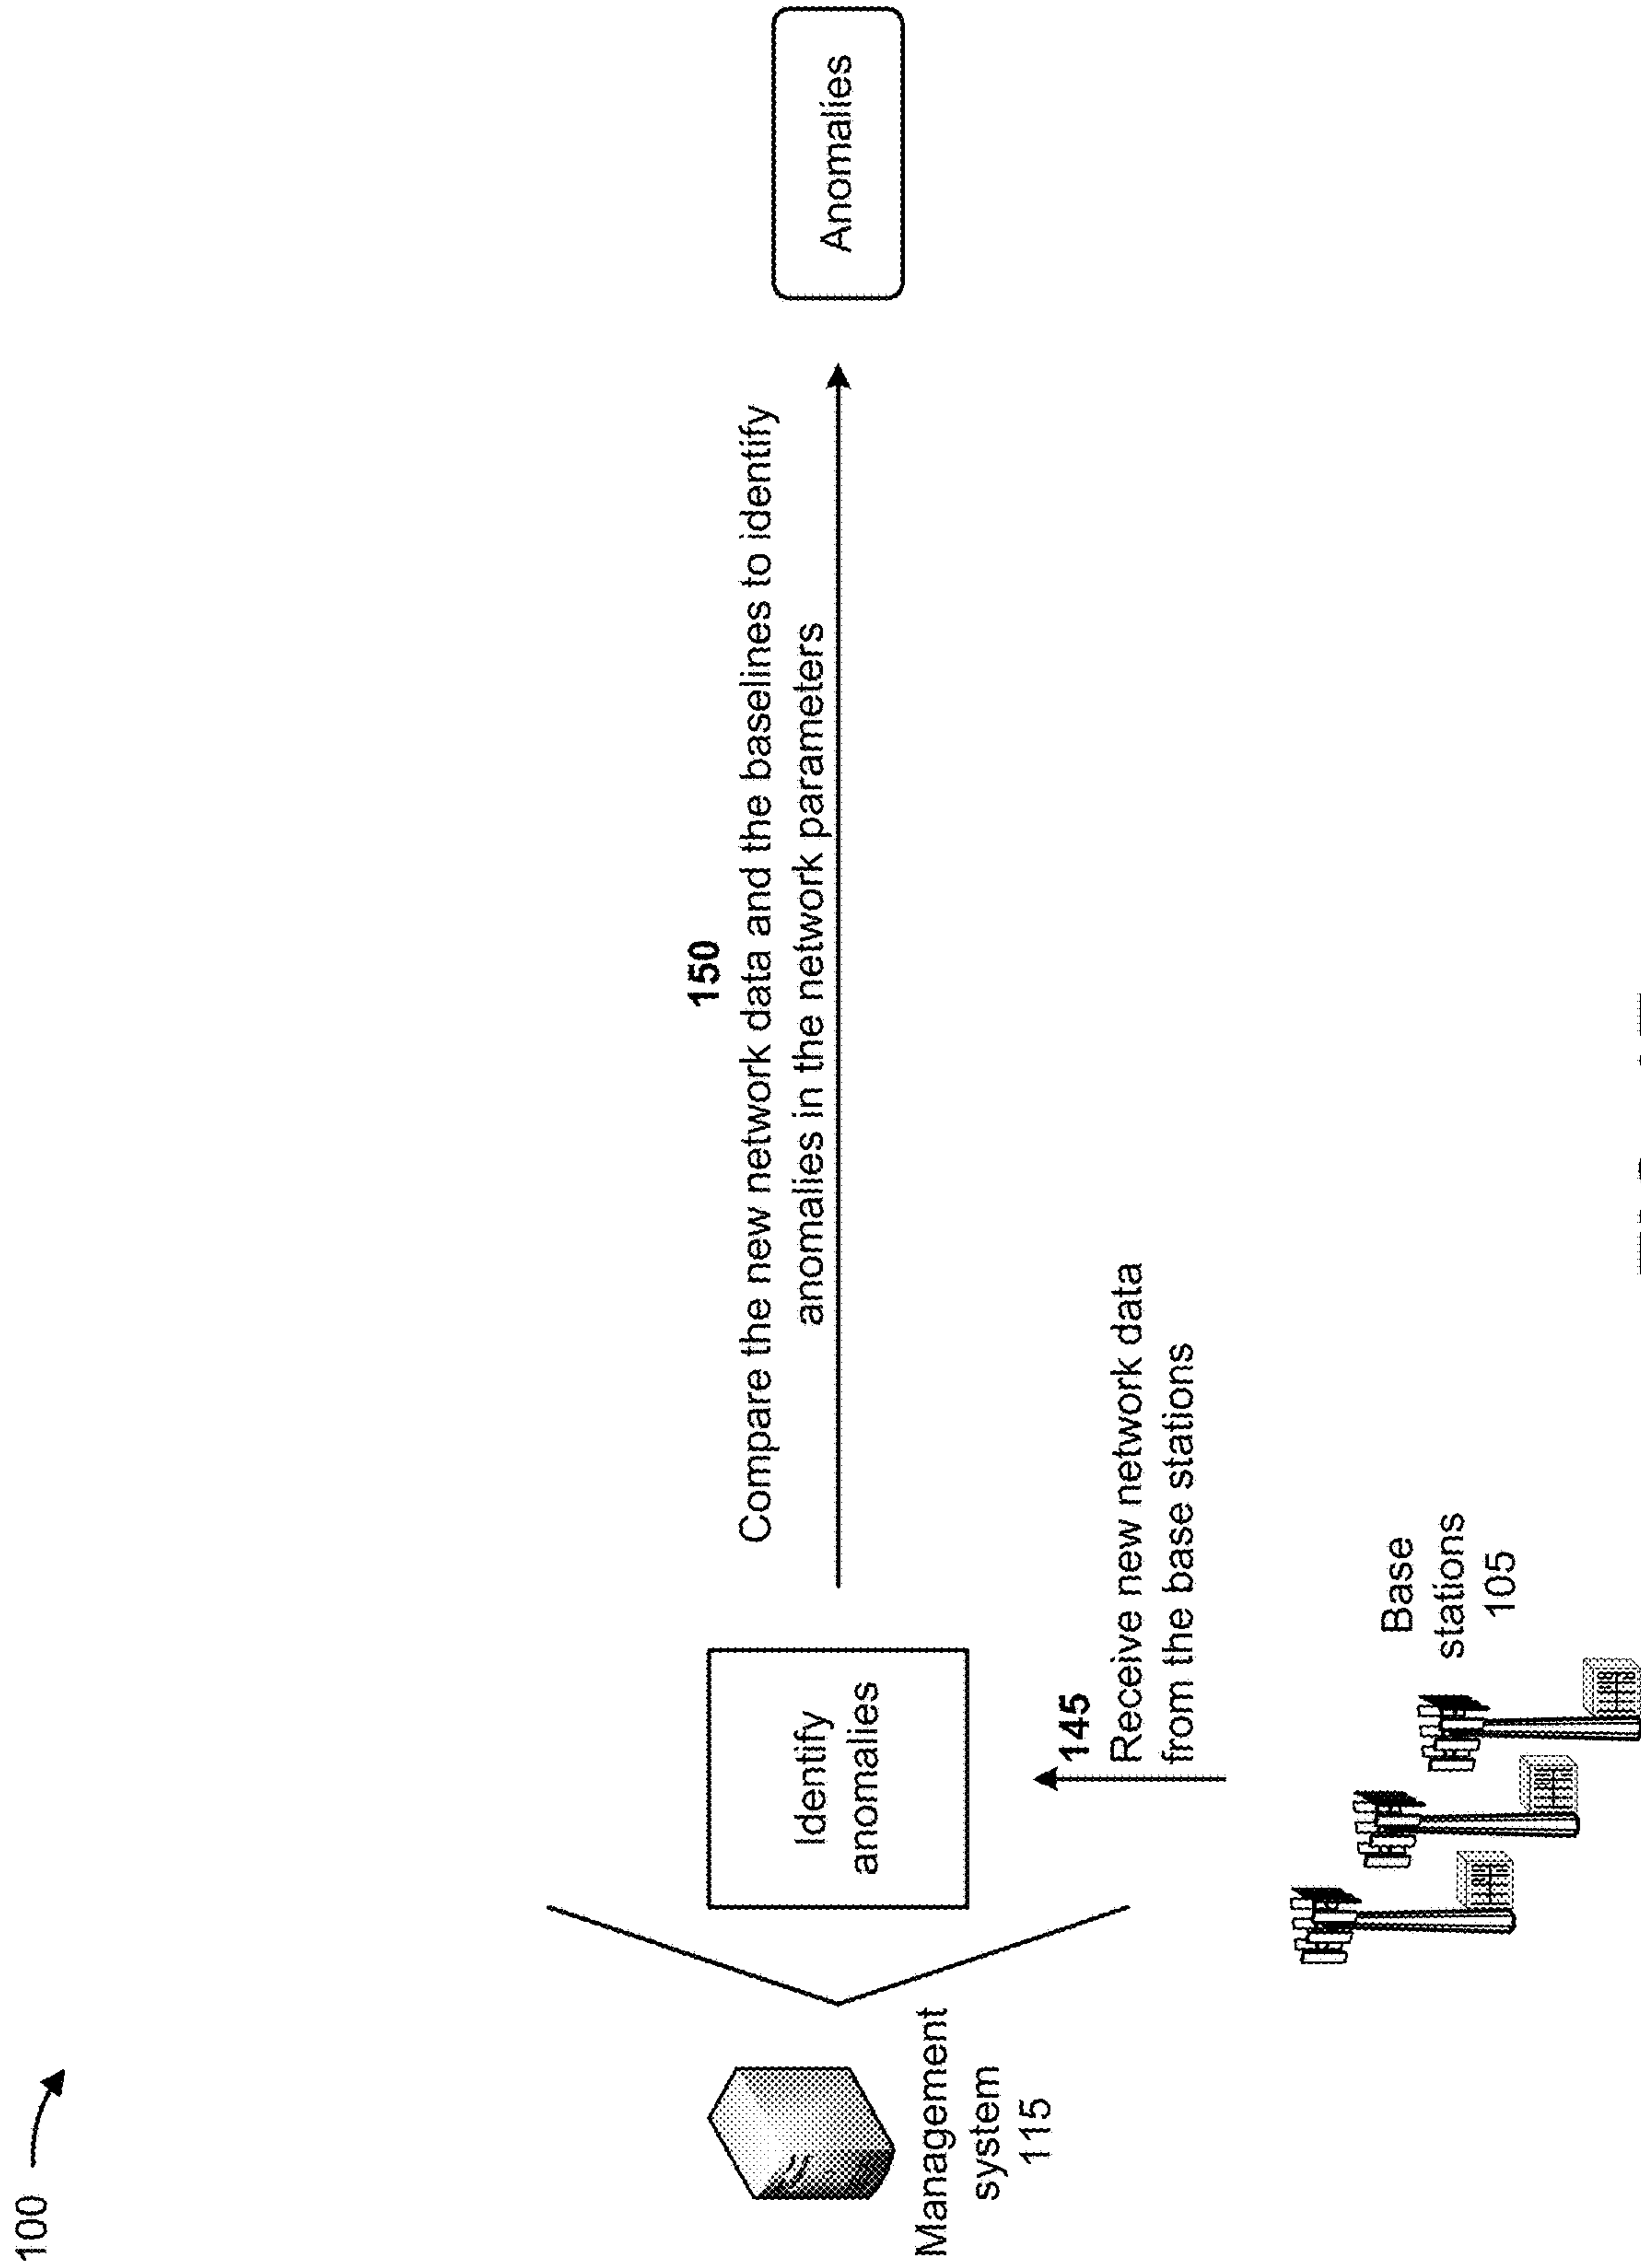 100
150
Compare the new network data and the baselines to identify
anomalies in the network parameters
Identify
anomalies
Anomalies
Management
system
115
145
Receive new network data
from the base stations
Base
stations
105